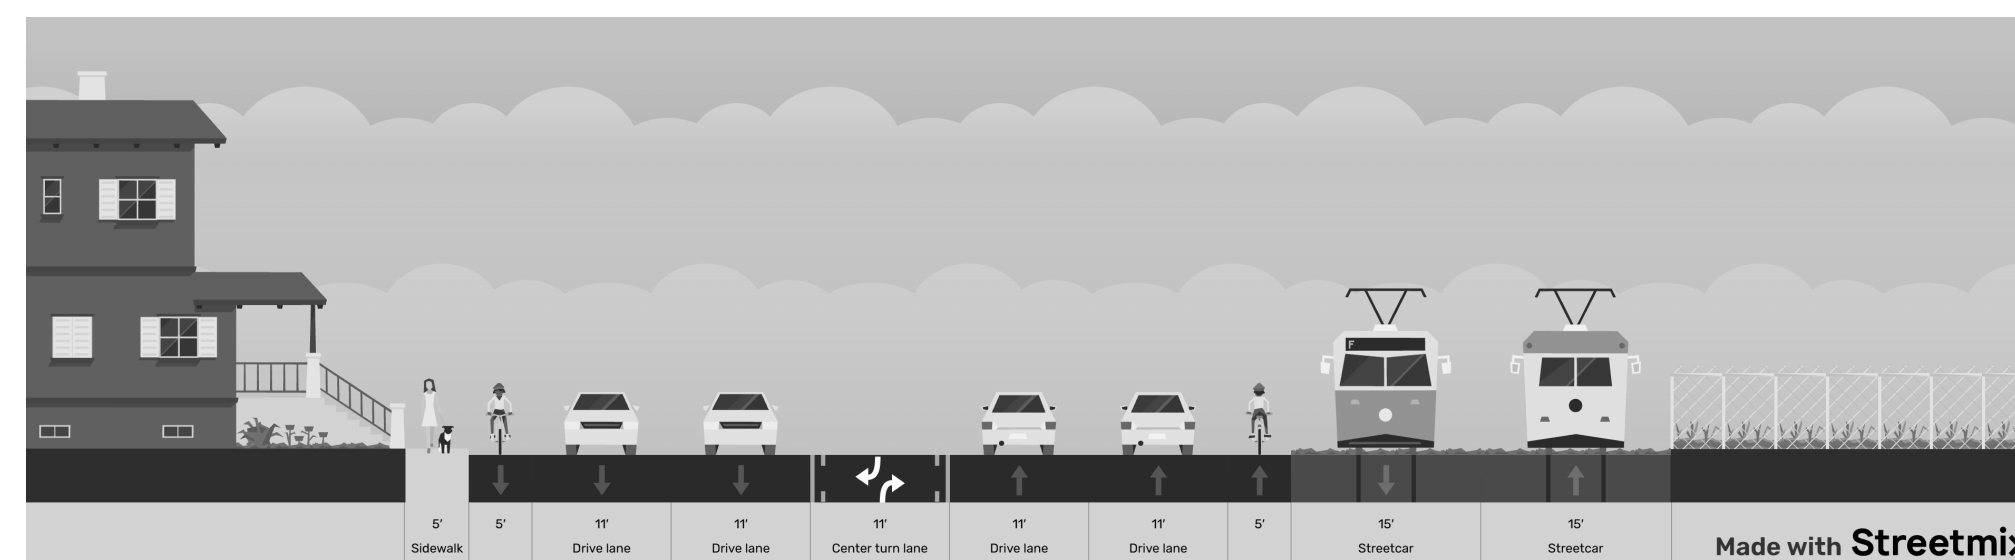 F
5′ 5′ 11′ 11′ 11′ 11′ 11′ 5′ 15′ 15′
Sidewalk Drive lane Drive lane Center turn lane Drive lane Drive lane Streetcar Streetcar
Made with Streetmix